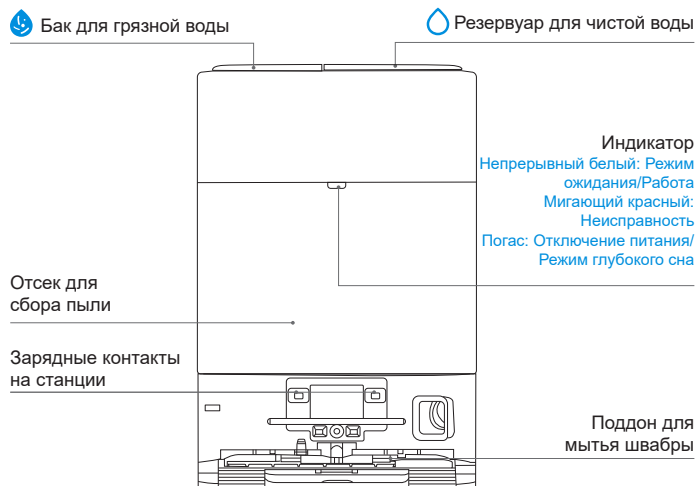 Бак для грязной воды
Резервуар для чистой воды
Индикатор
Непрерывный белый: Режим
ожидания/Работа
Мигающий красный:
Неисправность
Погас: Отключение питания/
Режим глубокого сна
Отсек для
сбора пыли
Зарядные контакты
на станции
Поддон для
мытья швабры